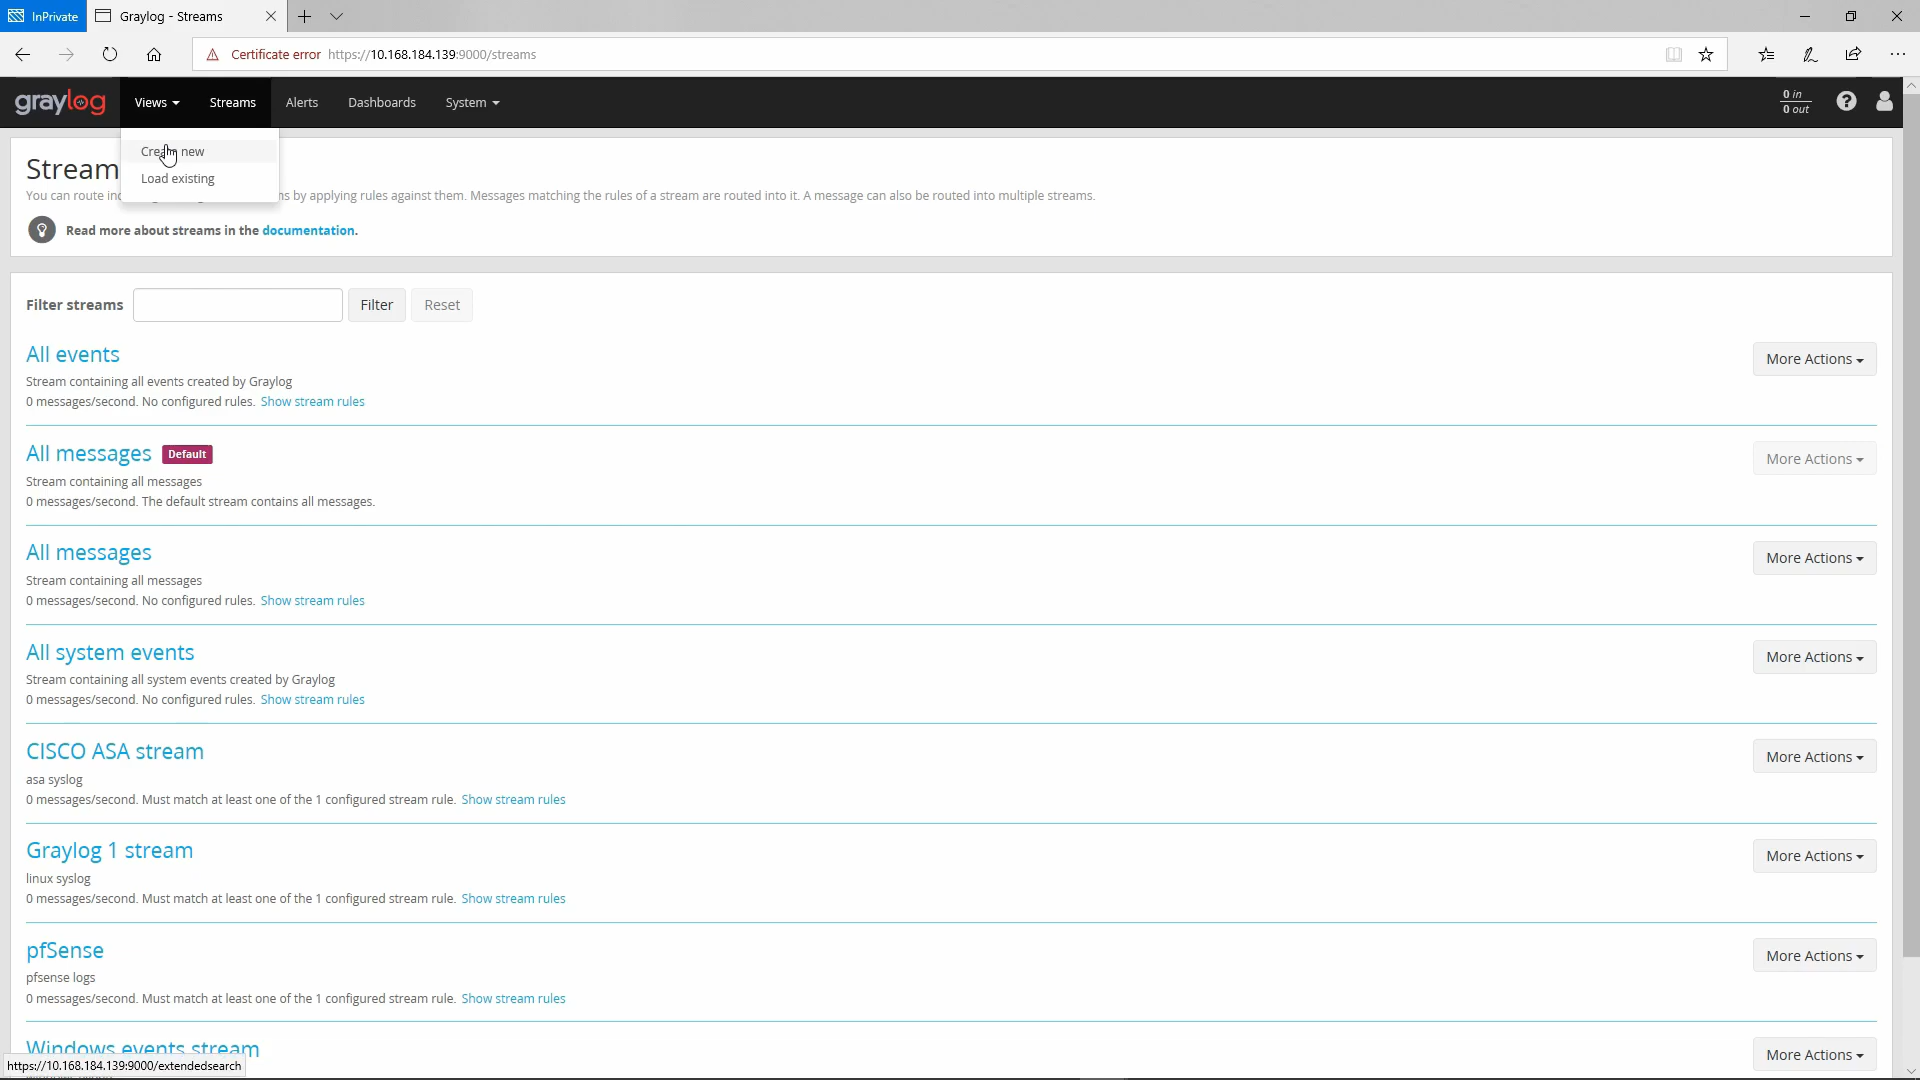 InPrivate
Graylog - Streams
Certificate error https://10.168.184.139:9000/streams
graylog
Views
Streams
Alerts
Dashboards
System
0 in
0 out
Create new
Load existing
Stream
You can route inc
ns by applying rules against them. Messages matching the rules of a stream are routed into it. A message can also be routed into multiple streams.
Read more about streams in the documentation.
Filter streams
Filter
Reset
All events
More Actions
Stream containing all events created by Graylog
0 messages/second. No configured rules. Show stream rules
All messages Default
More Actions
Stream containing all messages
0 messages/second. The default stream contains all messages.
All messages
More Actions
Stream containing all messages
0 messages/second. No configured rules. Show stream rules
All system events
More Actions
Stream containing all system events created by Graylog
0 messages/second. No configured rules. Show stream rules
CISCO ASA stream
More Actions
asa syslog
0 messages/second. Must match at least one of the 1 configured stream rule. Show stream rules
Graylog 1 stream
More Actions
linux syslog
0 messages/second. Must match at least one of the 1 configured stream rule. Show stream rules
pfSense
More Actions
pfsense logs
0 messages/second. Must match at least one of the 1 configured stream rule. Show stream rules
Windows events stream
More Actions
https://10.168.184.139:9000/extendedsearch